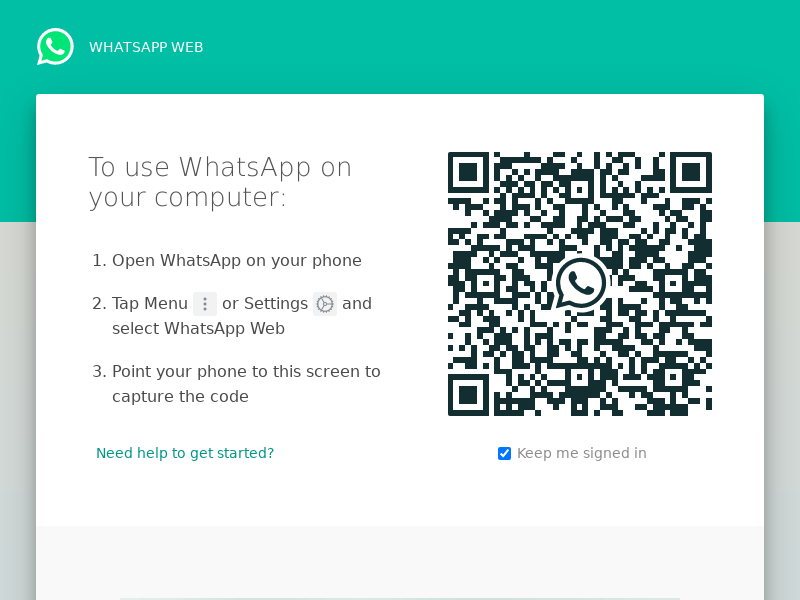 WHATSAPP WEB
To use WhatsApp on
your computer:
1. Open WhatsApp on your phone
2. Tap Menu or Settings and
select WhatsApp Web
3. Point your phone to this screen to
capture the code
Need help to get started?
Keep me signed in